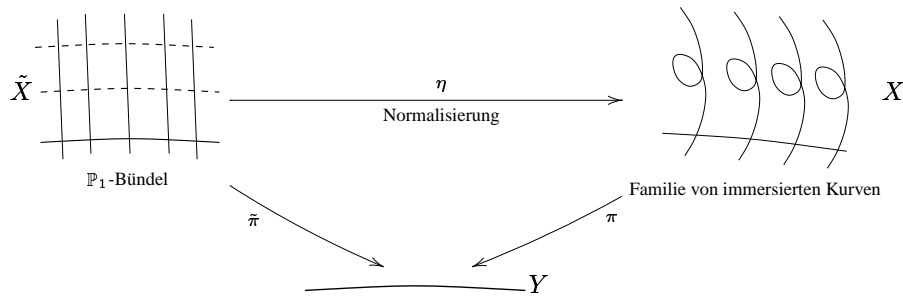 η
X̃
X
Normalisierung
ℙ₁-Bündel
Familie von immersierten Kurven
π̃
π
Y